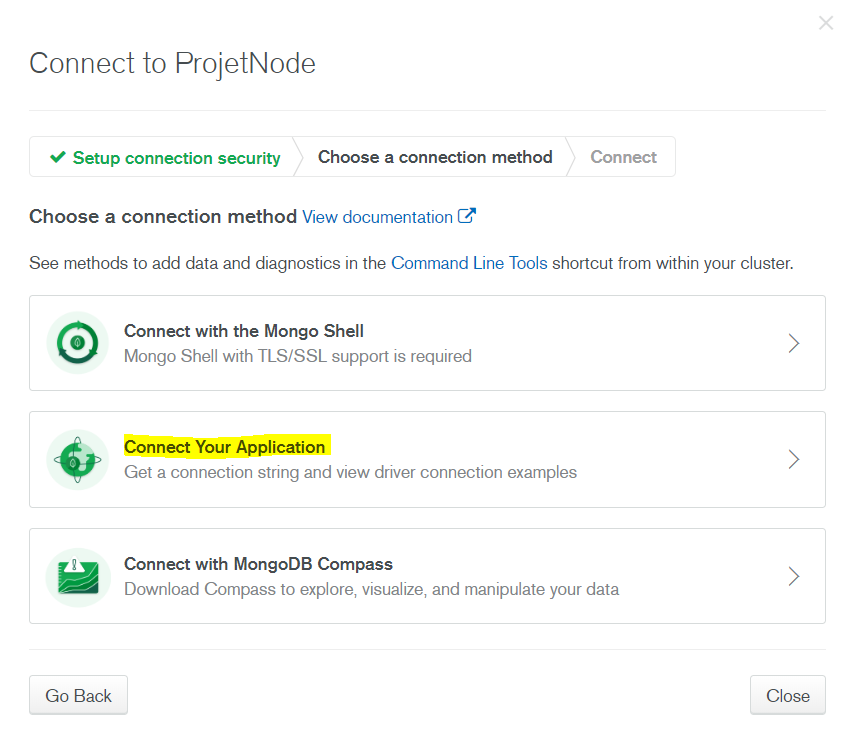 Connect to ProjetNode
Setup connection security
Choose a connection method
Connect
Choose a connection method View documentation
See methods to add data and diagnostics in the Command Line Tools shortcut from within your cluster.
Connect with the Mongo Shell
Mongo Shell with TLS/SSL support is required
Connect Your Application
Get a connection string and view driver connection examples
Connect with MongoDB Compass
Download Compass to explore, visualize, and manipulate your data
Go Back
Close